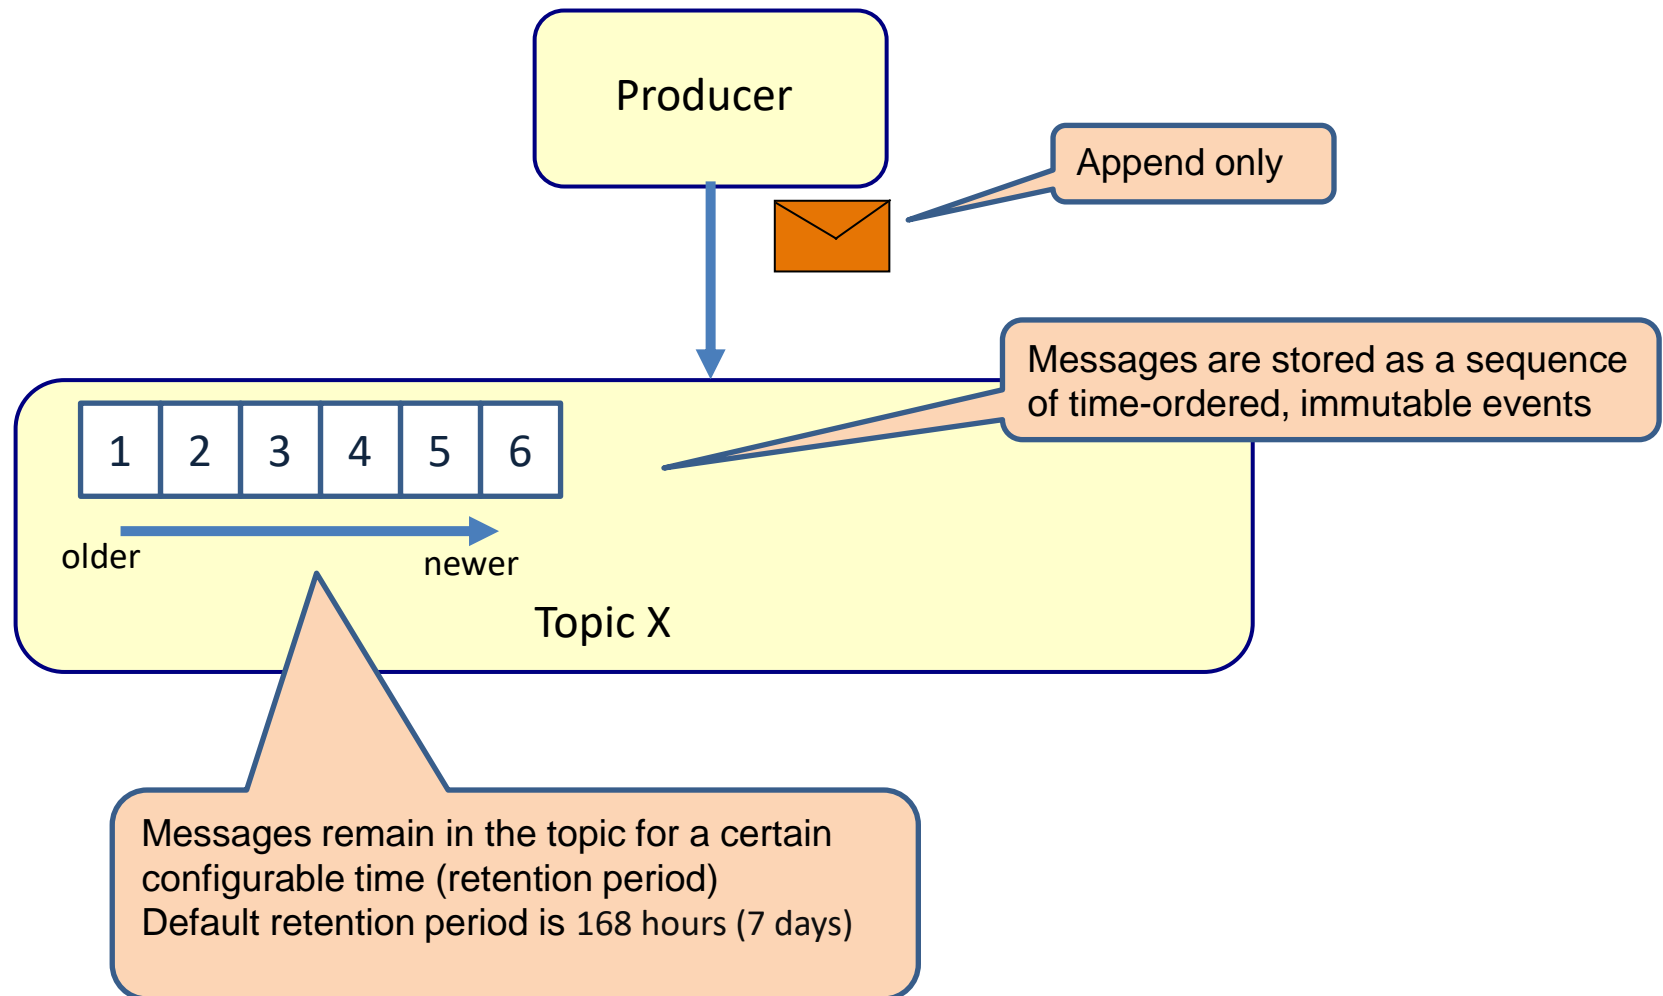 Producer
Append only
Messages are stored as a sequence
of time-ordered, immutable events
1 2 3 4 5 6
older
newer
Topic X
Messages remain in the topic for a certain
configurable time (retention period)
Default retention period is 168 hours (7 days)